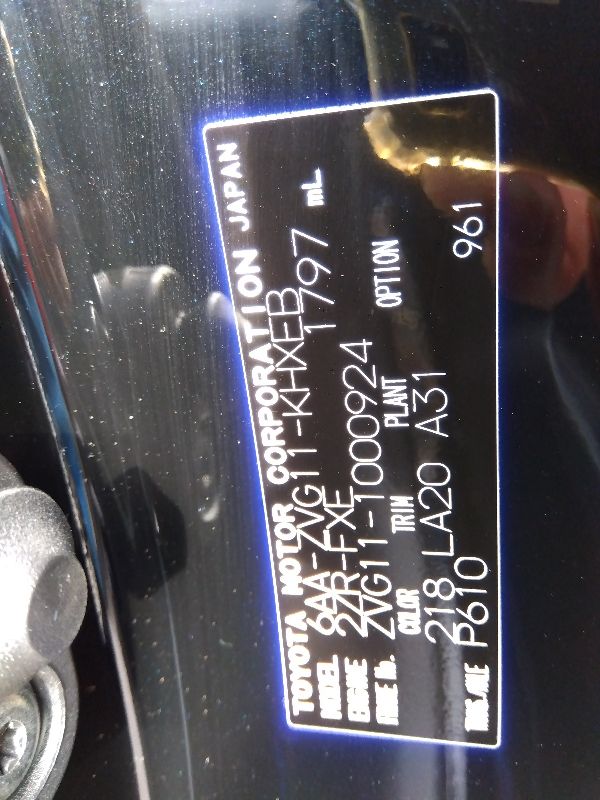 TOYOTA MOTOR CORPORATION JAPAN
MODEL 6AA-ZVG11-KHXEB
ENGINE 2ZR-FXE 1797 mL
FRAME No. ZVG11-1000924
COLOR TRIM PLANT OPTION
218 LA20 A31
TRANS./AXLE P610 961